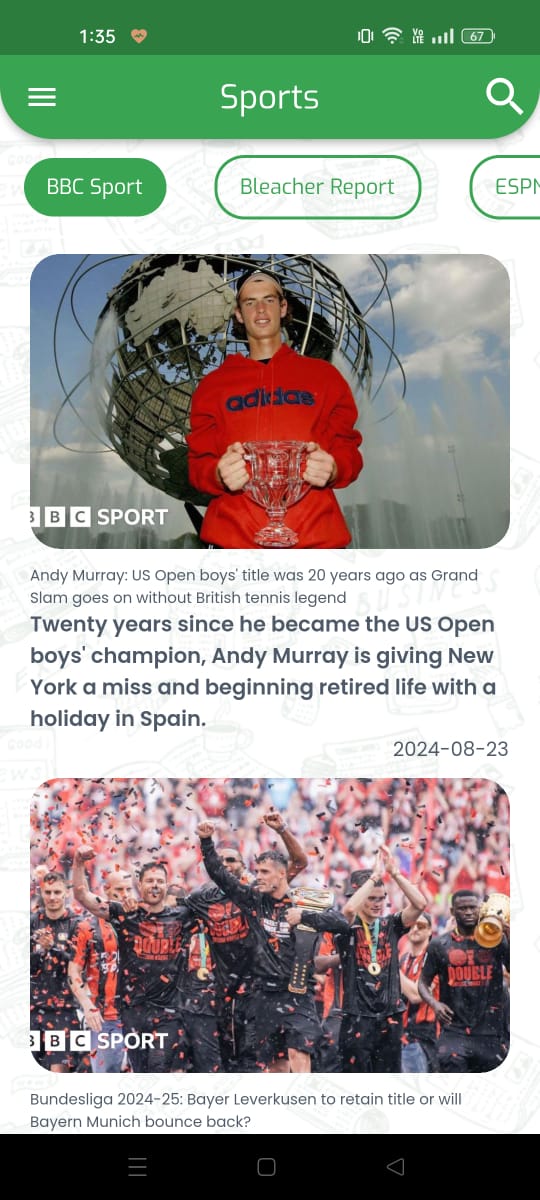 1:35
Vo
LTE
67
Sports
BBC Sport
Bleacher Report
ESPN
adidas
BBC SPORT
Andy Murray: US Open boys' title was 20 years ago as Grand
Slam goes on without British tennis legend
Twenty years since he became the US Open
boys' champion, Andy Murray is giving New
York a miss and beginning retired life with a
holiday in Spain.
2024-08-23
DOUBLE
DOUBLE
BBC SPORT
Bundesliga 2024-25: Bayer Leverkusen to retain title or will
Bayern Munich bounce back?